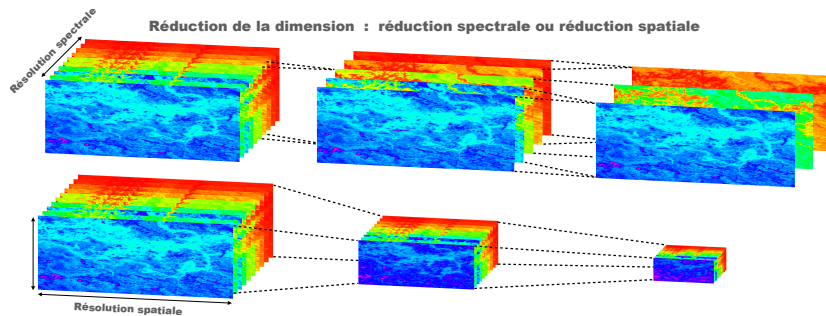 Réduction de la dimension : réduction spectrale ou réduction spatiale
Résolution spectrale
Résolution spatiale